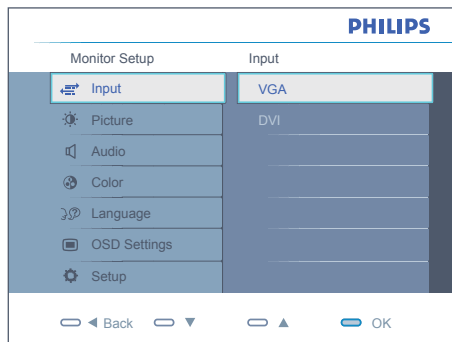 PHILIPS
Monitor Setup
Input
Input
VGA
Picture
DVI
Audio
Color
Language
OSD Settings
Setup
Back
OK